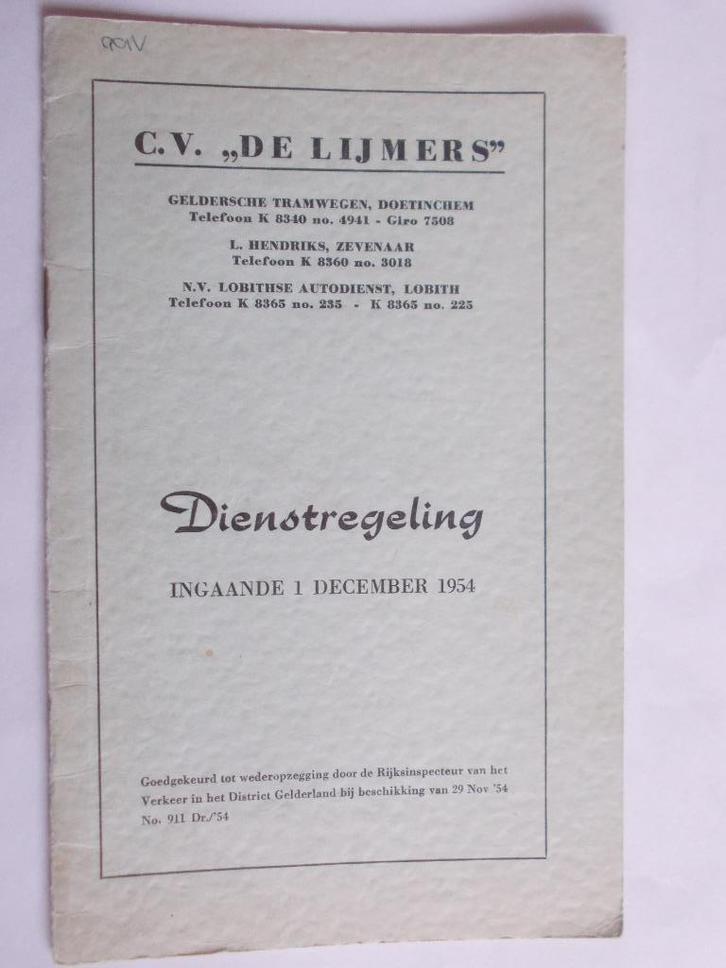 C.V. „DE LIJMERS”
GELDERSCHE TRAMWEGEN, DOETINCHEM
Telefoon K 8340 no. 4941 - Giro 7508
L. HENDRIKS, ZEVENAAR
Telefoon K 8360 no. 3018
N.V. LOBITHSE AUTODIENST, LOBITH
Telefoon K 8365 no. 235 - K 8365 no. 225
Dienstregeling
INGAANDE 1 DECEMBER 1954
Goedgekeurd tot wederopzegging door de Rijksinspecteur van het
Verkeer in het District Gelderland bij beschikking van 29 Nov '54
No. 911 Dr./'54